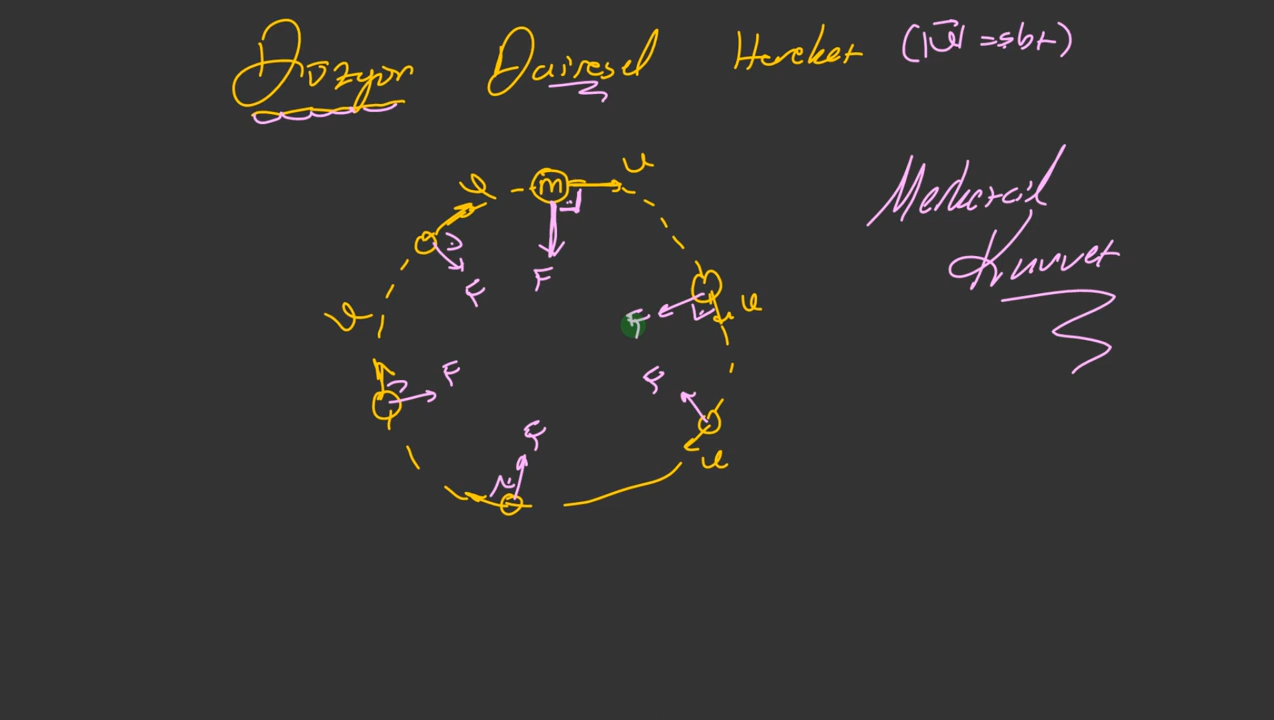 Düzgün Dairesel Hareket (|v⃗| = sbt)
m
v
v
F
F
v
F
v
F
F
v
F
Merkezcil
Kuvvet